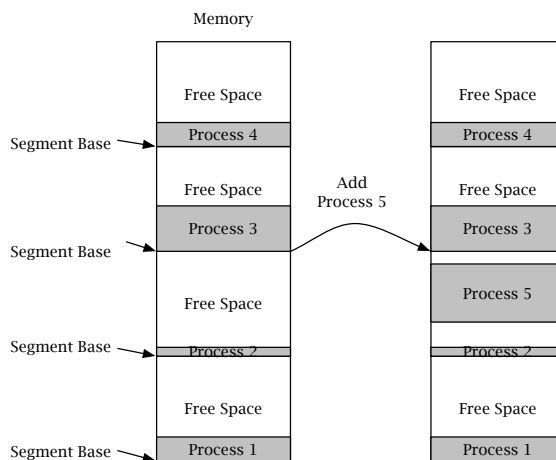 Memory
Free Space
Free Space
Process 4
Process 4
Segment Base
Free Space
Free Space
Add
Process 5
Process 3
Process 3
Segment Base
Process 5
Free Space
Segment Base
Process 2
Process 2
Free Space
Free Space
Segment Base
Process 1
Process 1